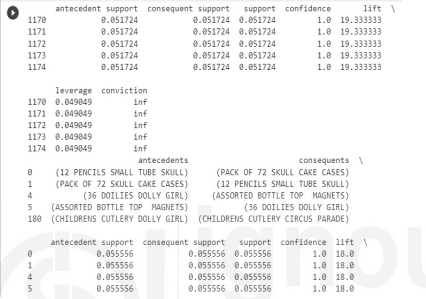 antecedent support  consequent support  support  confidence  lift  \
1170  0.051724  0.051724  0.051724  1.0  19.333333
1171  0.051724  0.051724  0.051724  1.0  19.333333
1172  0.051724  0.051724  0.051724  1.0  19.333333
1173  0.051724  0.051724  0.051724  1.0  19.333333
1174  0.051724  0.051724  0.051724  1.0  19.333333
leverage  conviction
1170  0.049049  inf
1171  0.049049  inf
1172  0.049049  inf
1173  0.049049  inf
1174  0.049049  inf
antecedents  consequents  \
0  (12 PENCILS SMALL TUBE SKULL)  (PACK OF 72 SKULL CAKE CASES)
1  (PACK OF 72 SKULL CAKE CASES)  (12 PENCILS SMALL TUBE SKULL)
4  (36 DOILIES DOLLY GIRL)  (ASSORTED BOTTLE TOP  MAGNETS)
5  (ASSORTED BOTTLE TOP  MAGNETS)  (36 DOILIES DOLLY GIRL)
180  (CHILDRENS CUTLERY DOLLY GIRL)  (CHILDRENS CUTLERY CIRCUS PARADE)
antecedent support  consequent support  support  confidence  lift  \
0  0.055556  0.055556  0.055556  1.0  18.0
1  0.055556  0.055556  0.055556  1.0  18.0
4  0.055556  0.055556  0.055556  1.0  18.0
5  0.055556  0.055556  0.055556  1.0  18.0
ignou